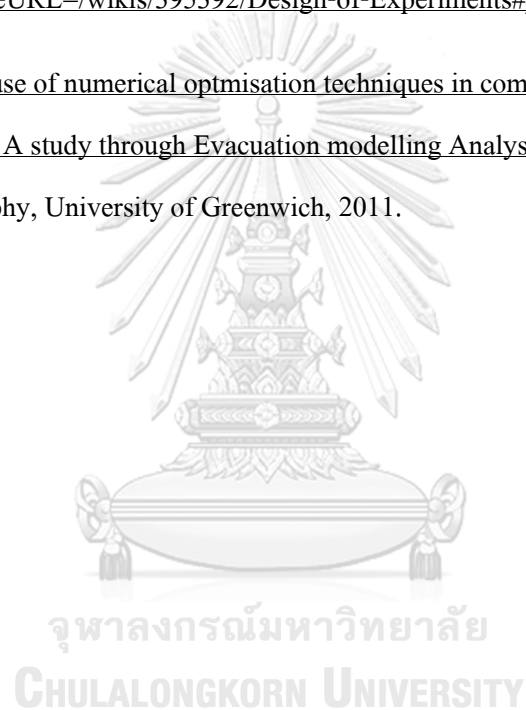 eURL=/wikis/595392/Design-of-Experiments#
use of numerical optmisation techniques in com
A study through Evacuation modelling Analys
hy, University of Greenwich, 2011.
จุฬาลงกรณ์มหาวิทยาลัย
CHULALONGKORN UNIVERSITY